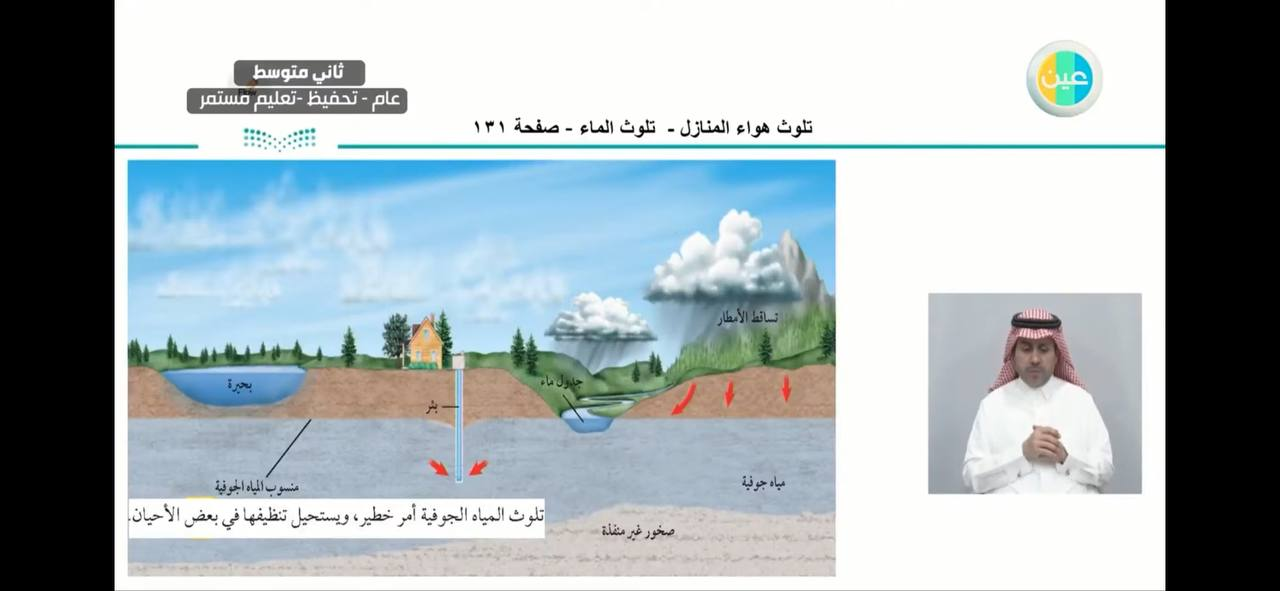 عين
ثاني متوسط
عام - تحفيظ -تعليم مستمر
تلوث هواء المنازل - تلوث الماء - صفحة ١٣١
تساقط الأمطار
جدول ماء
بحيرة
بئر
مياه جوفية
منسوب المياه الجوفية
تلوث المياه الجوفية أمر خطير، ويستحيل تنظيفها في بعض الأحيان.
صخور غير منفذة